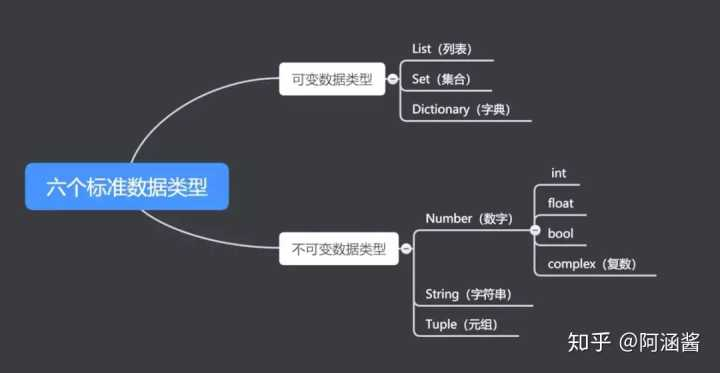 六个标准数据类型
可变数据类型
List（列表）
Set（集合）
Dictionary（字典）
不可变数据类型
Number（数字）
int
float
bool
complex（复数）
String（字符串）
Tuple（元组）
知乎 @阿涵酱